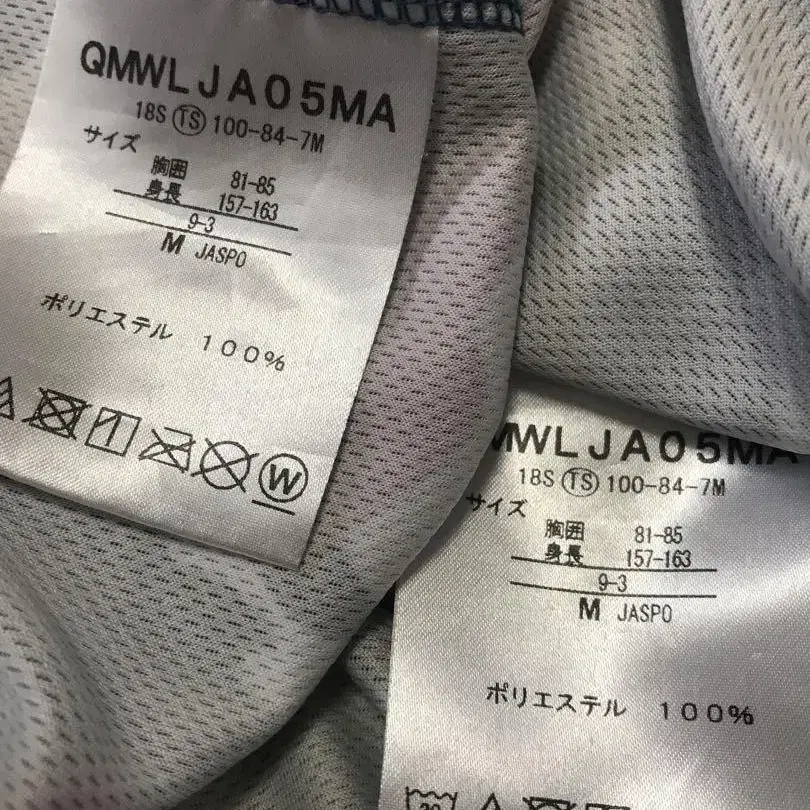 QMWLJA05MA
18S TS 100-84-7M
サイズ
胸囲 81-85
身長 157-163
9-3
M JASPO
ポリエステル 100%
W
MWLJA05MA
18S TS 100-84-7M
サイズ
胸囲 81-85
身長 157-163
9-3
M JASPO
ポリエステル 100%
30